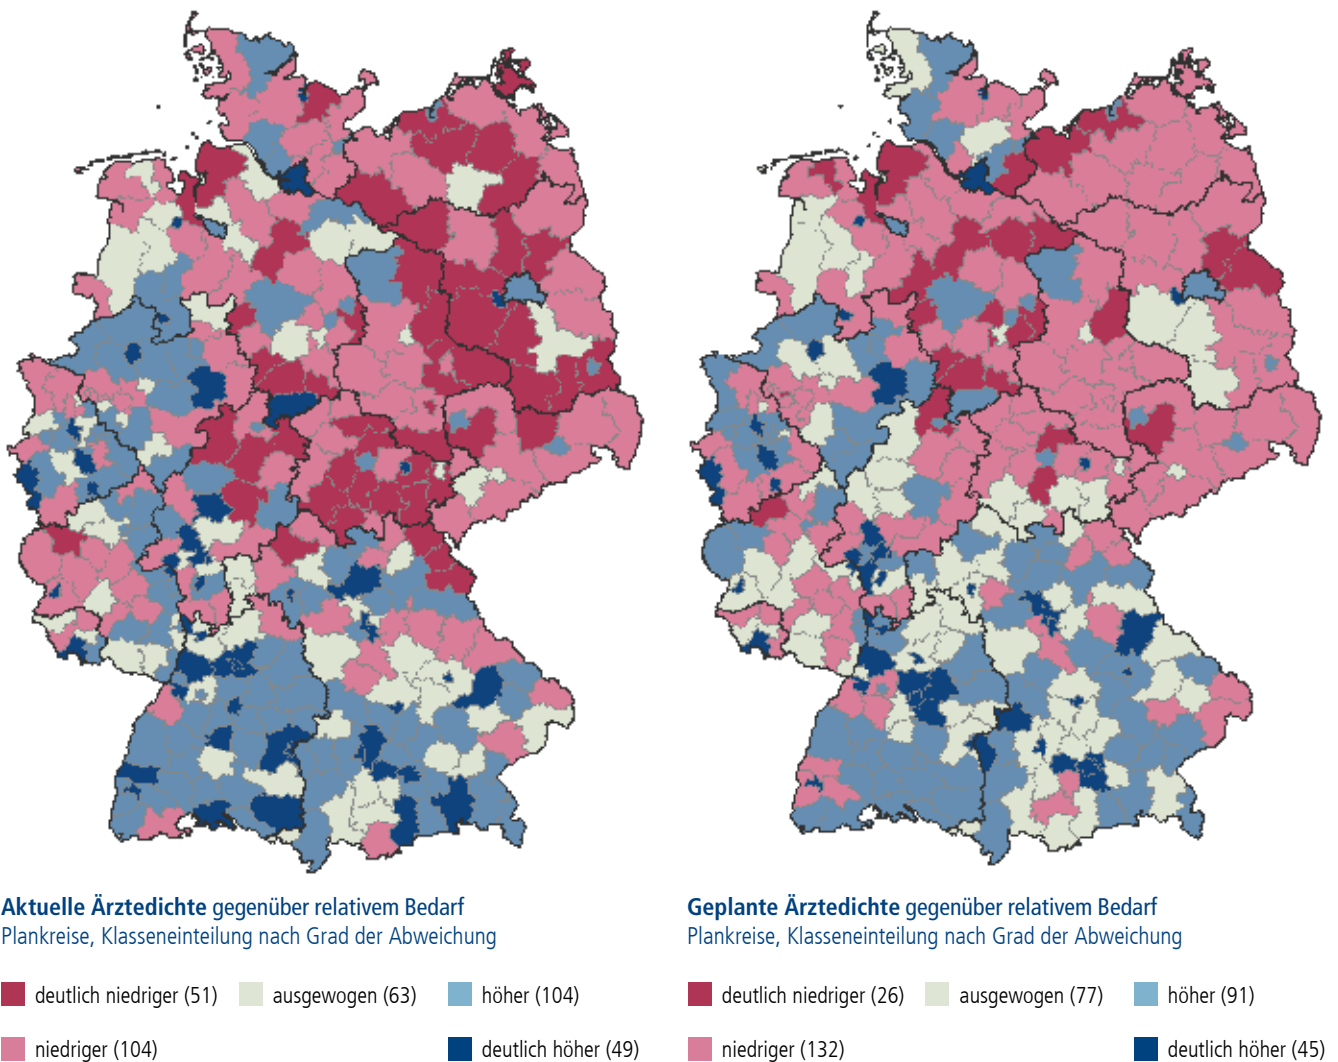 Aktuelle Ärztedichte gegenüber relativem Bedarf
Plankreise, Klasseneinteilung nach Grad der Abweichung
deutlich niedriger (51)
ausgewogen (63)
höher (104)
niedriger (104)
deutlich höher (49)
Geplante Ärztedichte gegenüber relativem Bedarf
Plankreise, Klasseneinteilung nach Grad der Abweichung
deutlich niedriger (26)
ausgewogen (77)
höher (91)
niedriger (132)
deutlich höher (45)